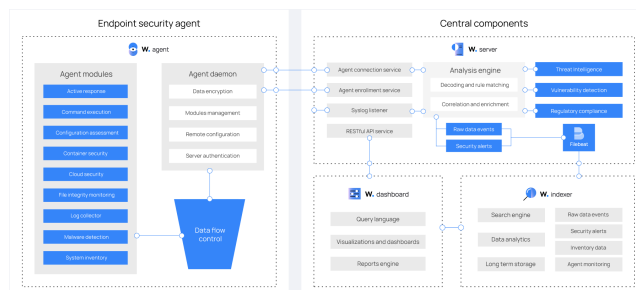 Endpoint security agent
W. agent
Agent modules
Active response
Command execution
Configuration assessment
Container security
Cloud security
File integrity monitoring
Log collector
Malware detection
System inventory
Agent daemon
Data encryption
Modules management
Remote configuration
Server authentication
Data flow
control
Central components
W. server
Agent connection service
Agent enrollment service
Syslog listener
RESTful API service
Analysis engine
Decoding and rule matching
Correlation and enrichment
Raw data events
Security alerts
Threat intelligence
Vulnerability detection
Regulatory compliance
Filebeat
W. dashboard
Query language
Visualizations and dashboards
Reports engine
W. indexer
Search engine
Data analytics
Long term storage
Raw data events
Security alerts
Inventory data
Agent monitoring